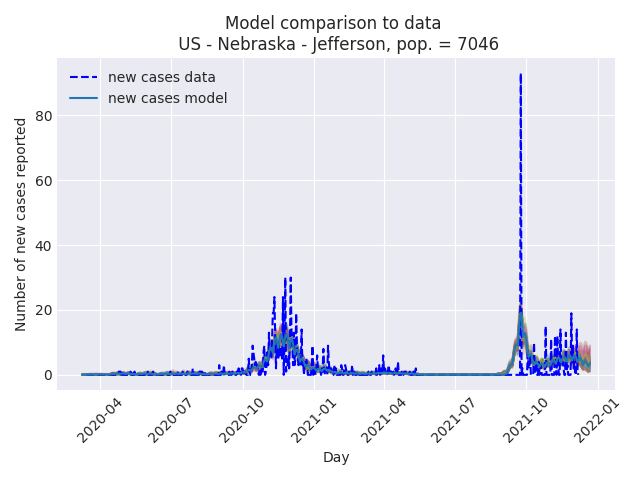 Model comparison to data
US - Nebraska - Jefferson, pop. = 7046
new cases data
new cases model
Number of new cases reported
80
60
40
20
0
2020-04
2020-07
2020-10
2021-01
2021-04
2021-07
2021-10
2022-01
Day